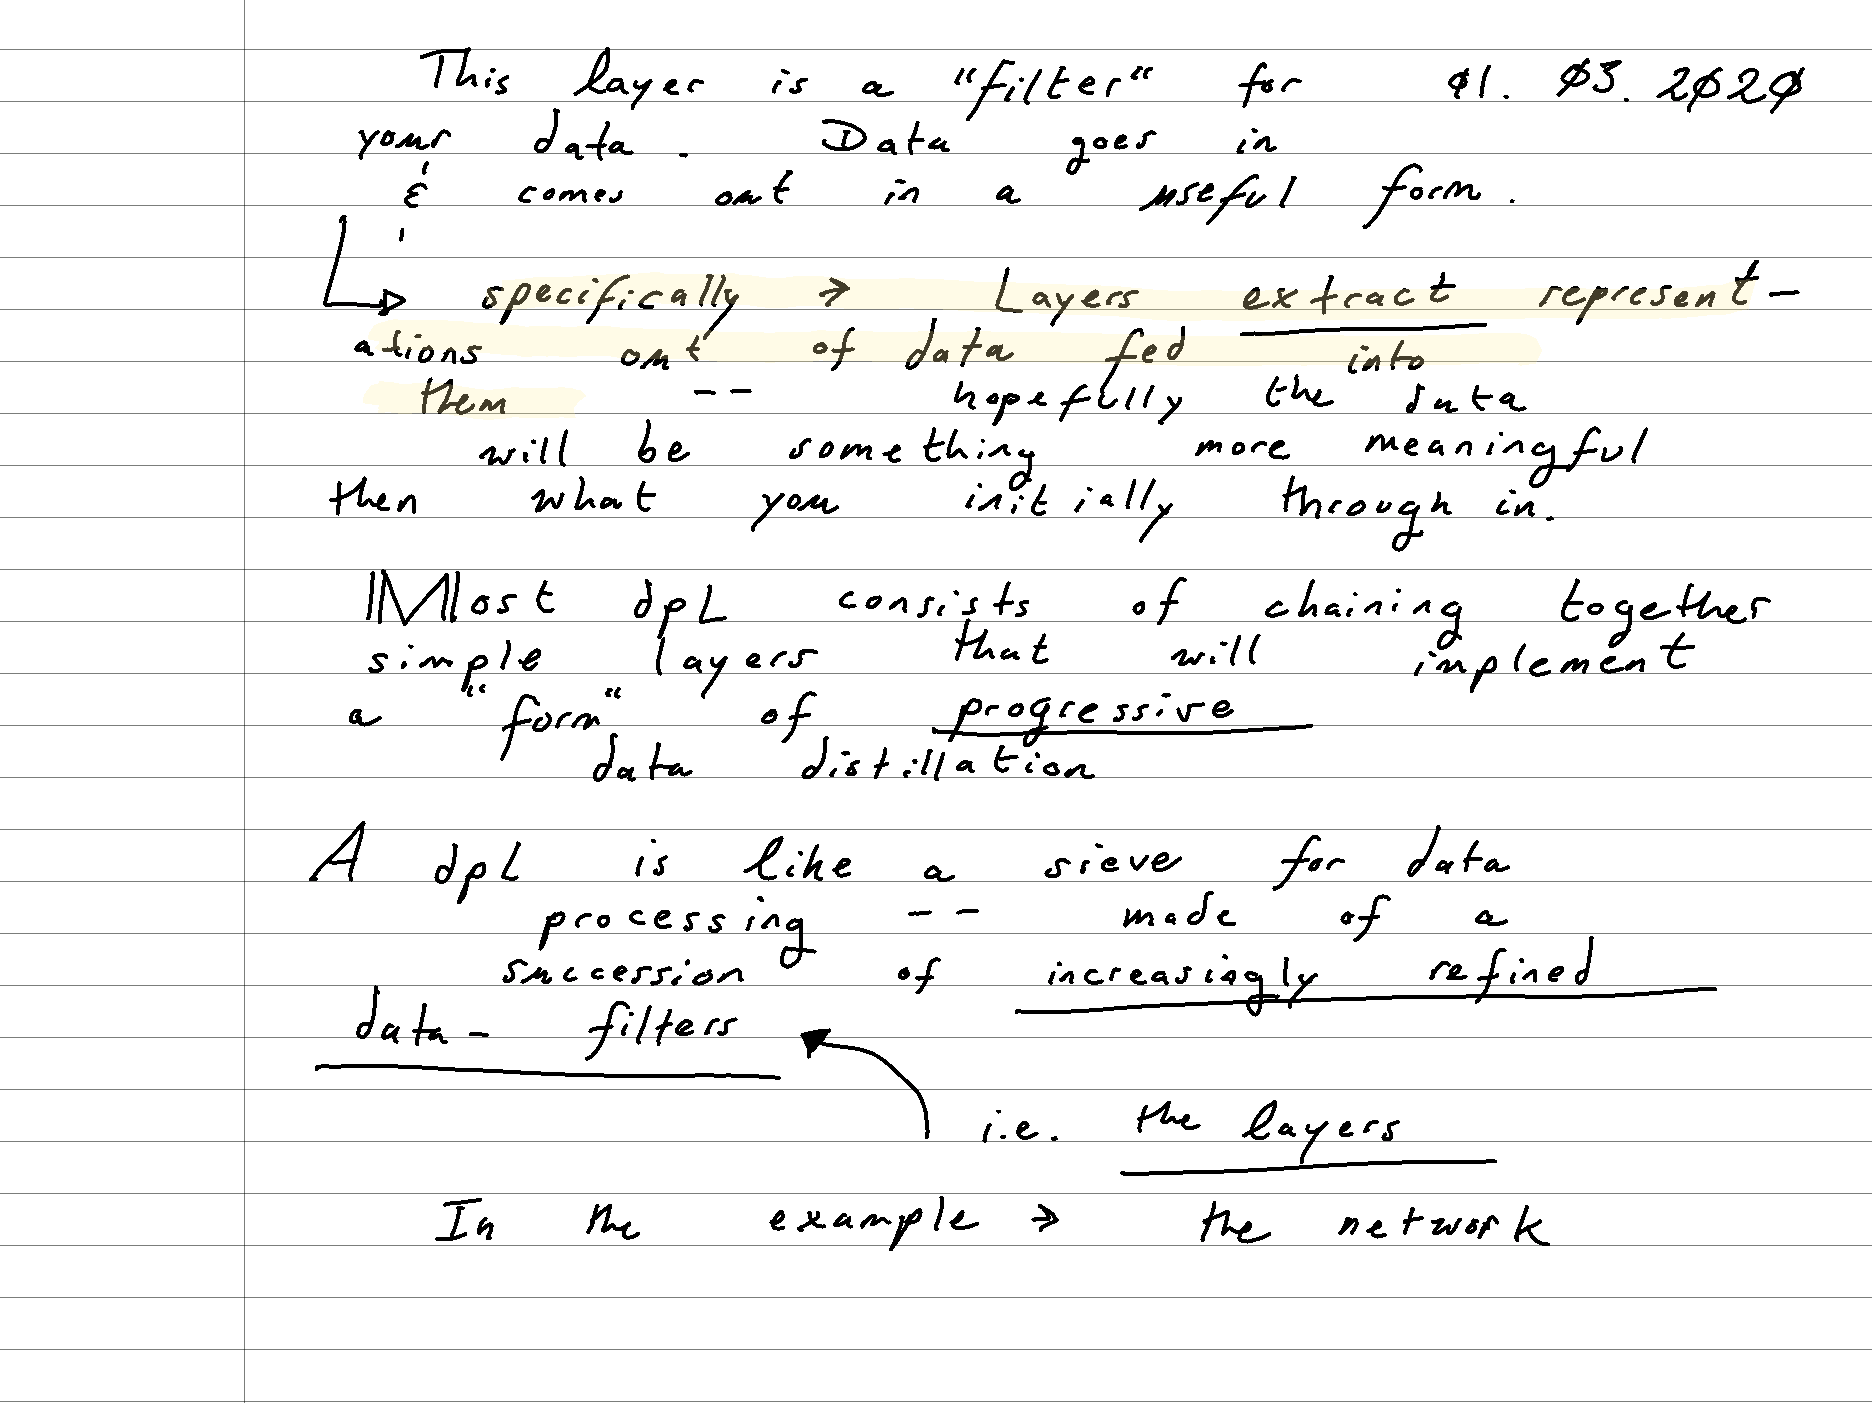 This layer is a "filter" for 01. 03. 2020
your data. Data goes in
& comes out in a useful form.
specifically → Layers extract represent-
ations out of data fed into
them -- hopefully the data
will be something more meaningful
then what you initially through in.
Most dpL consists of chaining together
simple layers that will implement
a "form" of progressive
data distillation
A dpL is like a sieve for data
processing -- made of a
succession of increasingly refined
data- filters
i.e. the layers
In the example → the network